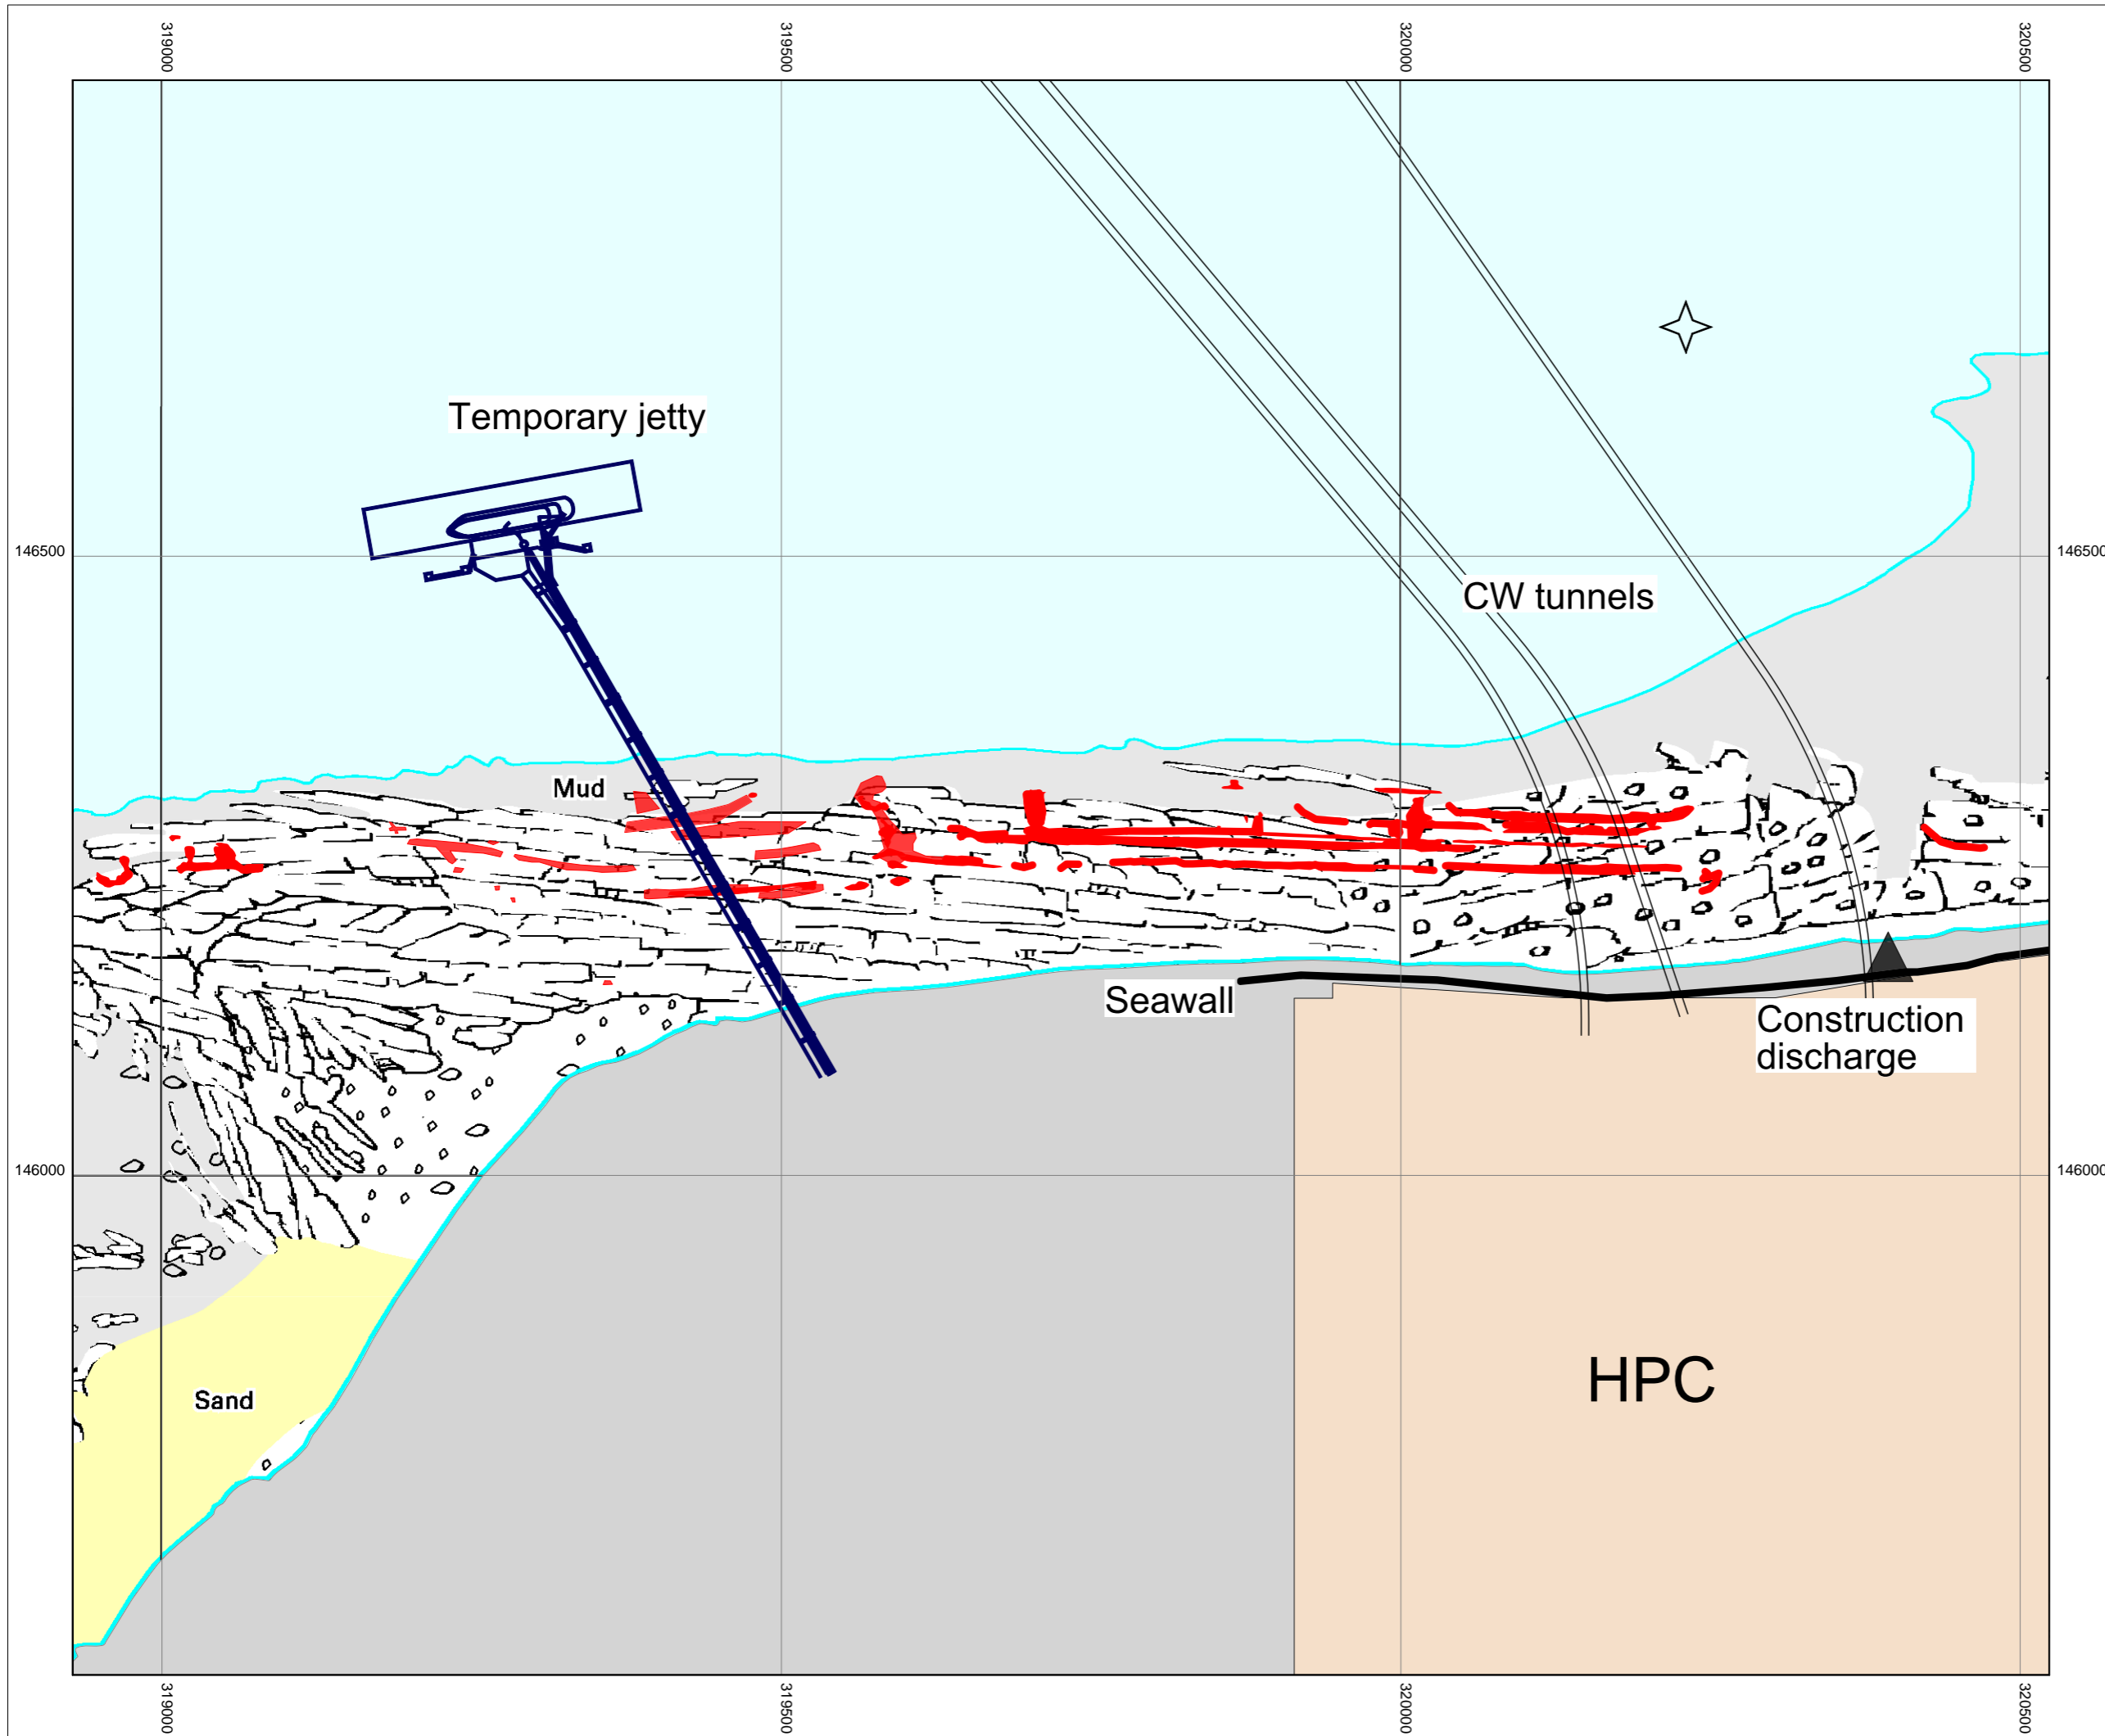 319000
319500
320000
320500
Temporary jetty
146500
146500
CW tunnels
Mud
Seawall
Construction
discharge
146000
146000
HPC
Sand
319000
319500
320000
320500